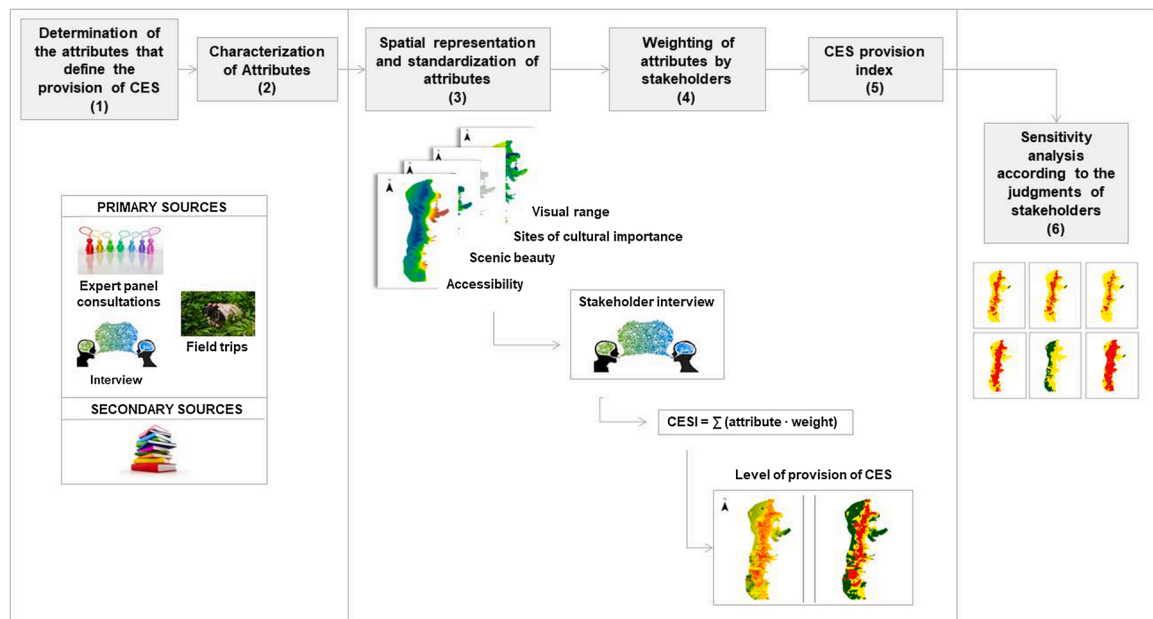 Determination of
the attributes that
define the
provision of CES
(1)
Characterization
of Attributes
(2)
Spatial representation
and standardization of
attributes
(3)
Weighting of
attributes by
stakeholders
(4)
CES provision
index
(5)
Sensitivity
analysis
according to the
judgments of
stakeholders
(6)
PRIMARY SOURCES
Expert panel
consultations
Field trips
Interview
SECONDARY SOURCES
Visual range
Sites of cultural importance
Scenic beauty
Accessibility
Stakeholder interview
CESI = ∑ (attribute · weight)
Level of provision of CES